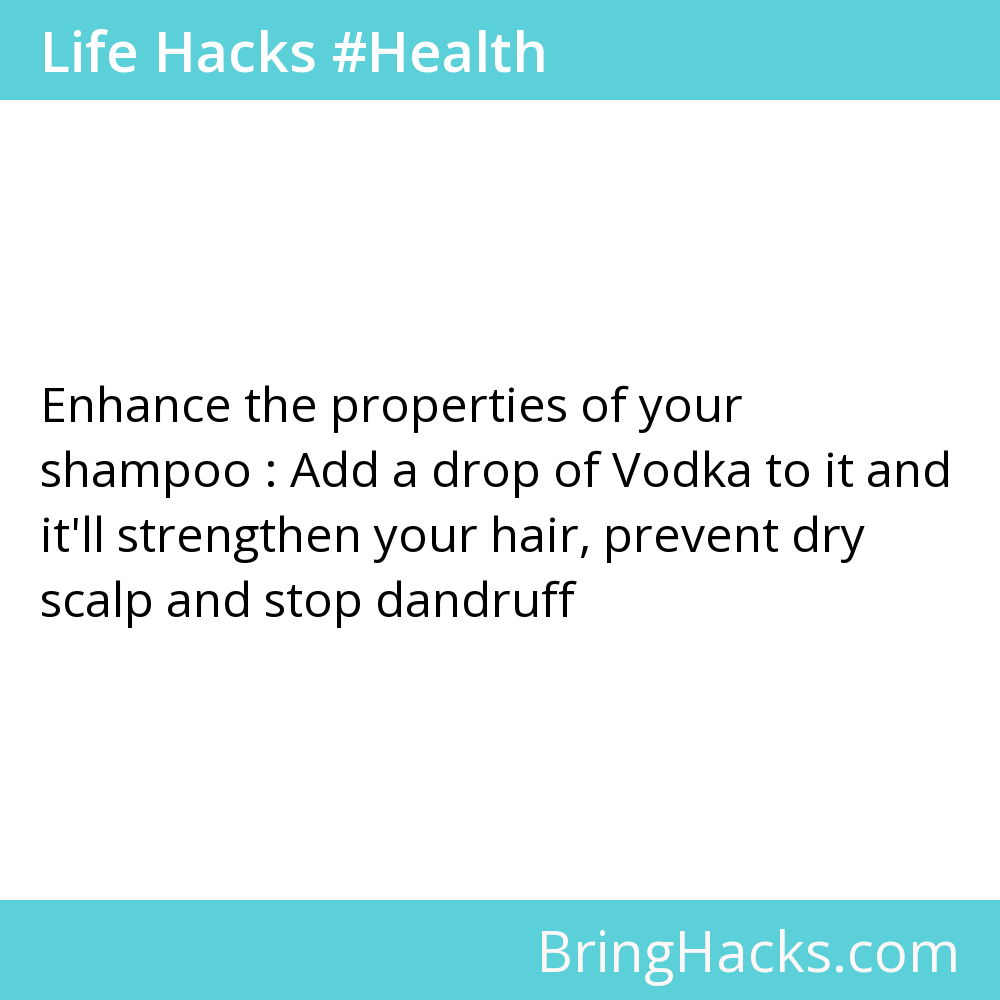 Life Hacks #Health
Enhance the properties of your
shampoo : Add a drop of Vodka to it and
it'll strengthen your hair, prevent dry
scalp and stop dandruff
BringHacks.com